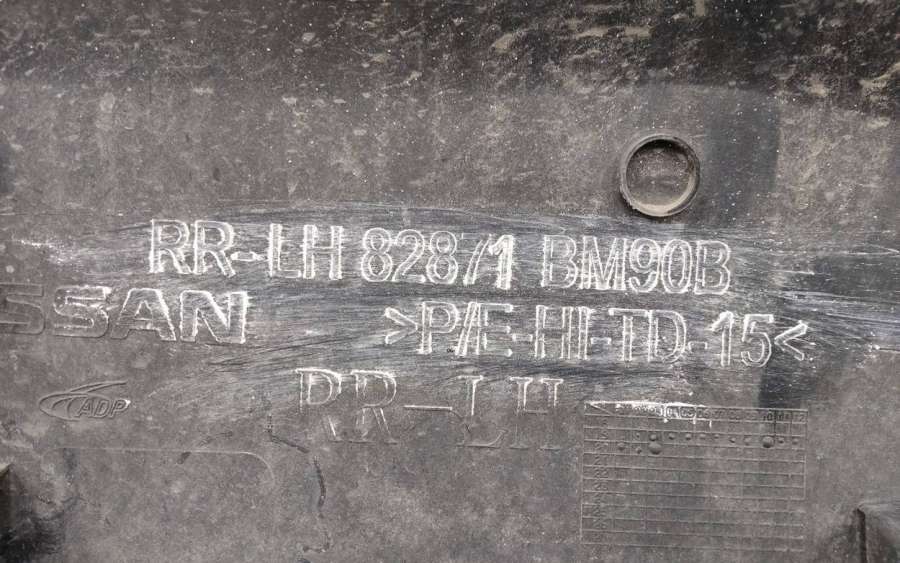 RR-LH 82871 BM90B
SSAN >P/E-HI-TD-15<
RR-LH
ADP